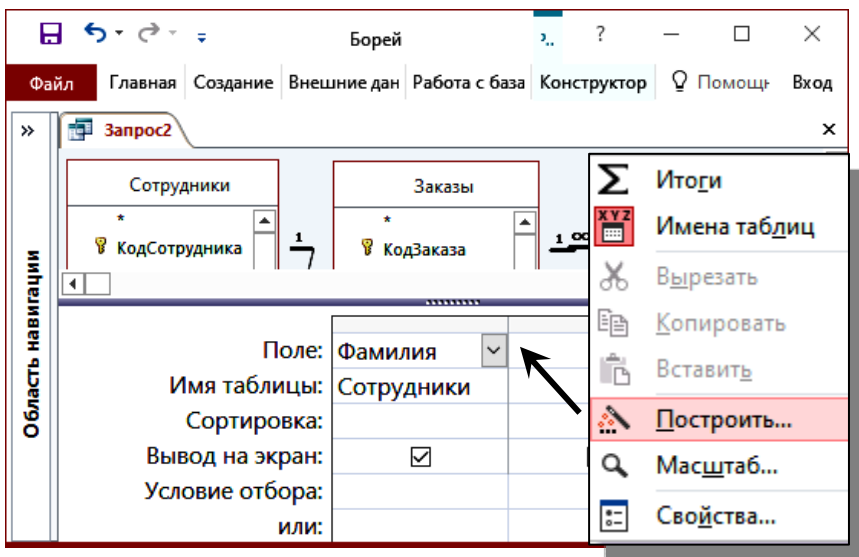 Борей
?
Файл Главная Создание Внешние дан Работа с база Конструктор Помощн Вход
» Запрос2 ×
Область навигации
Сотрудники
*
КодСотрудника
1
Заказы
*
КодЗаказа
1 ∞
Поле: Фамилия
Имя таблицы: Сотрудники
Сортировка:
Вывод на экран:
Условие отбора:
или:
Σ Итоги
XYZ Имена таблиц
Вырезать
Копировать
Вставить
Построить...
Масштаб...
Свойства...